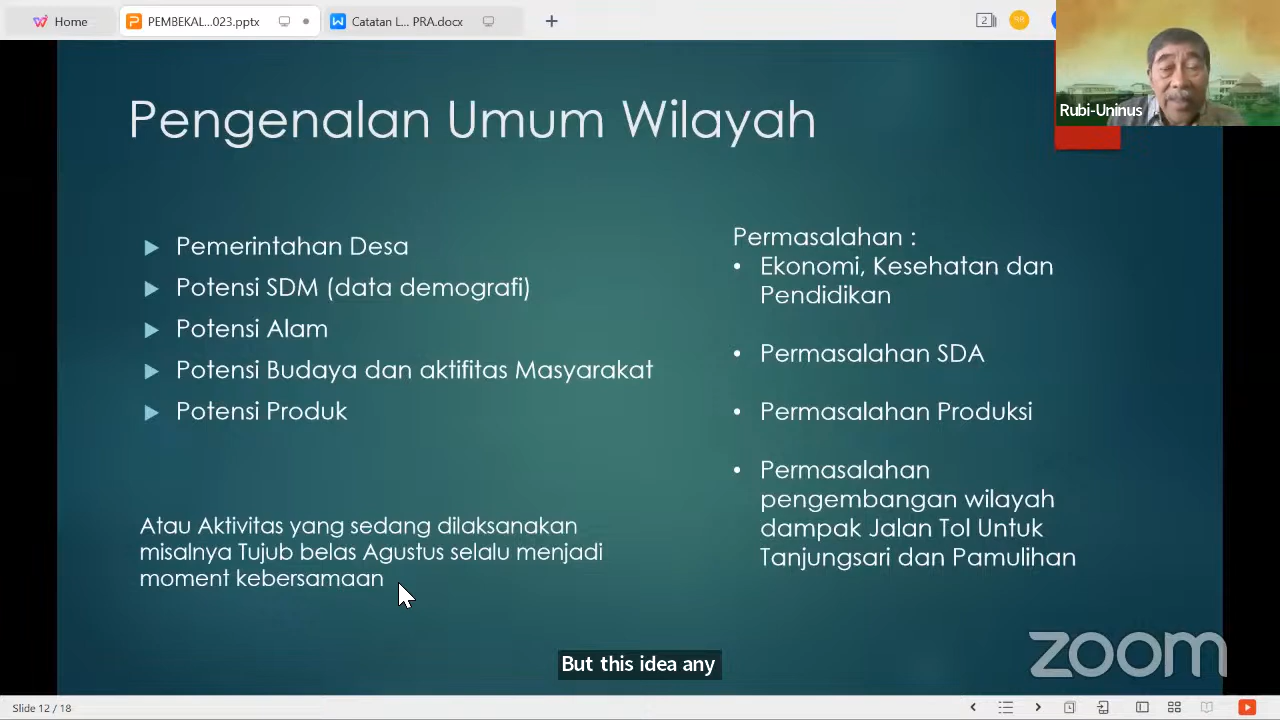 Home
PEMBEKAL...023.pptx
Catatan L... PRA.docx
2
Rubi-Uninus
Pengenalan Umum Wilayah
Pemerintahan Desa
Potensi SDM (data demografi)
Potensi Alam
Potensi Budaya dan aktifitas Masyarakat
Potensi Produk
Atau Aktivitas yang sedang dilaksanakan
misalnya Tujub belas Agustus selalu menjadi
moment kebersamaan
Permasalahan :
• Ekonomi, Kesehatan dan
Pendidikan
• Permasalahan SDA
• Permasalahan Produksi
• Permasalahan
pengembangan wilayah
dampak Jalan Tol Untuk
Tanjungsari dan Pamulihan
But this idea any
zoom
Slide 12 / 18